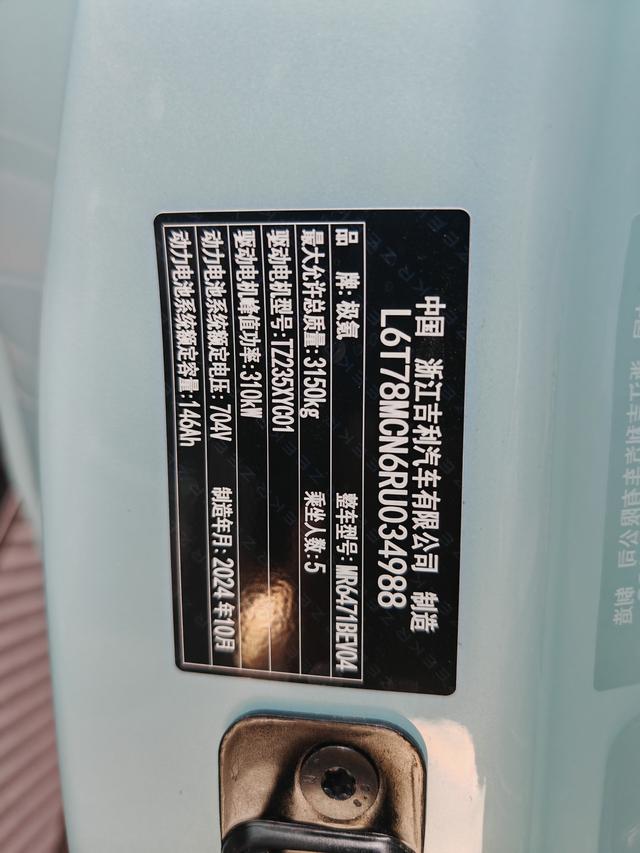 中国 浙江吉利汽车有限公司 制造
L6T78MCN6RU034988
品 牌:极氪 整车型号:MR6471BEV04
最大允许总质量:3150kg 乘坐人数:5
驱动电机型号:TZ235XYC01
驱动电机峰值功率:310kW
动力电池系统额定电压:704V 制造年月:2024年10月
动力电池系统额定容量:146Ah